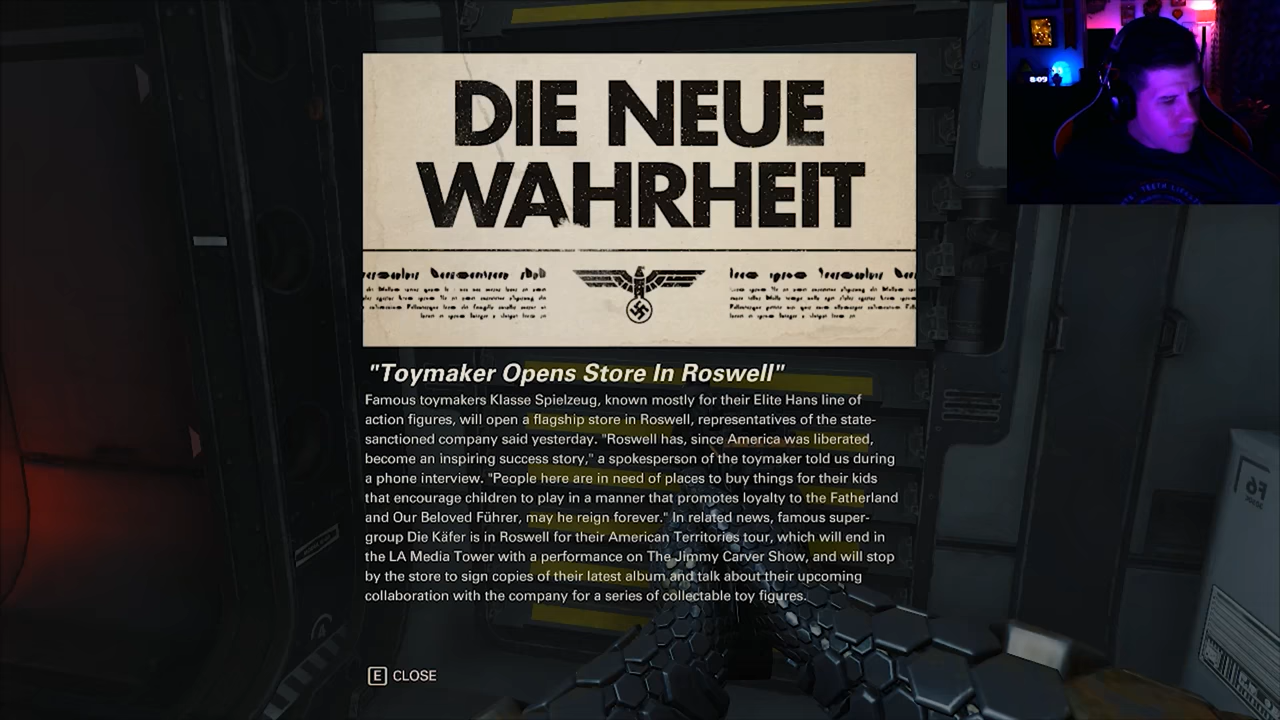 DIE NEUE
WAHRHEIT
"Toymaker Opens Store In Roswell"
Famous toymakers Klasse Spielzeug, known mostly for their Elite Hans line of
action figures, will open a flagship store in Roswell, representatives of the state-
sanctioned company said yesterday. "Roswell has, since America was liberated,
become an inspiring success story," a spokesperson of the toymaker told us during
a phone interview. "People here are in need of places to buy things for their kids
that encourage children to play in a manner that promotes loyalty to the Fatherland
and Our Beloved Führer, may he reign forever." In related news, famous super-
group Die Käfer is in Roswell for their American Territories tour, which will end in
the LA Media Tower with a performance on The Jimmy Carver Show, and will stop
by the store to sign copies of their latest album and talk about their upcoming
collaboration with the company for a series of collectable toy figures.
E CLOSE